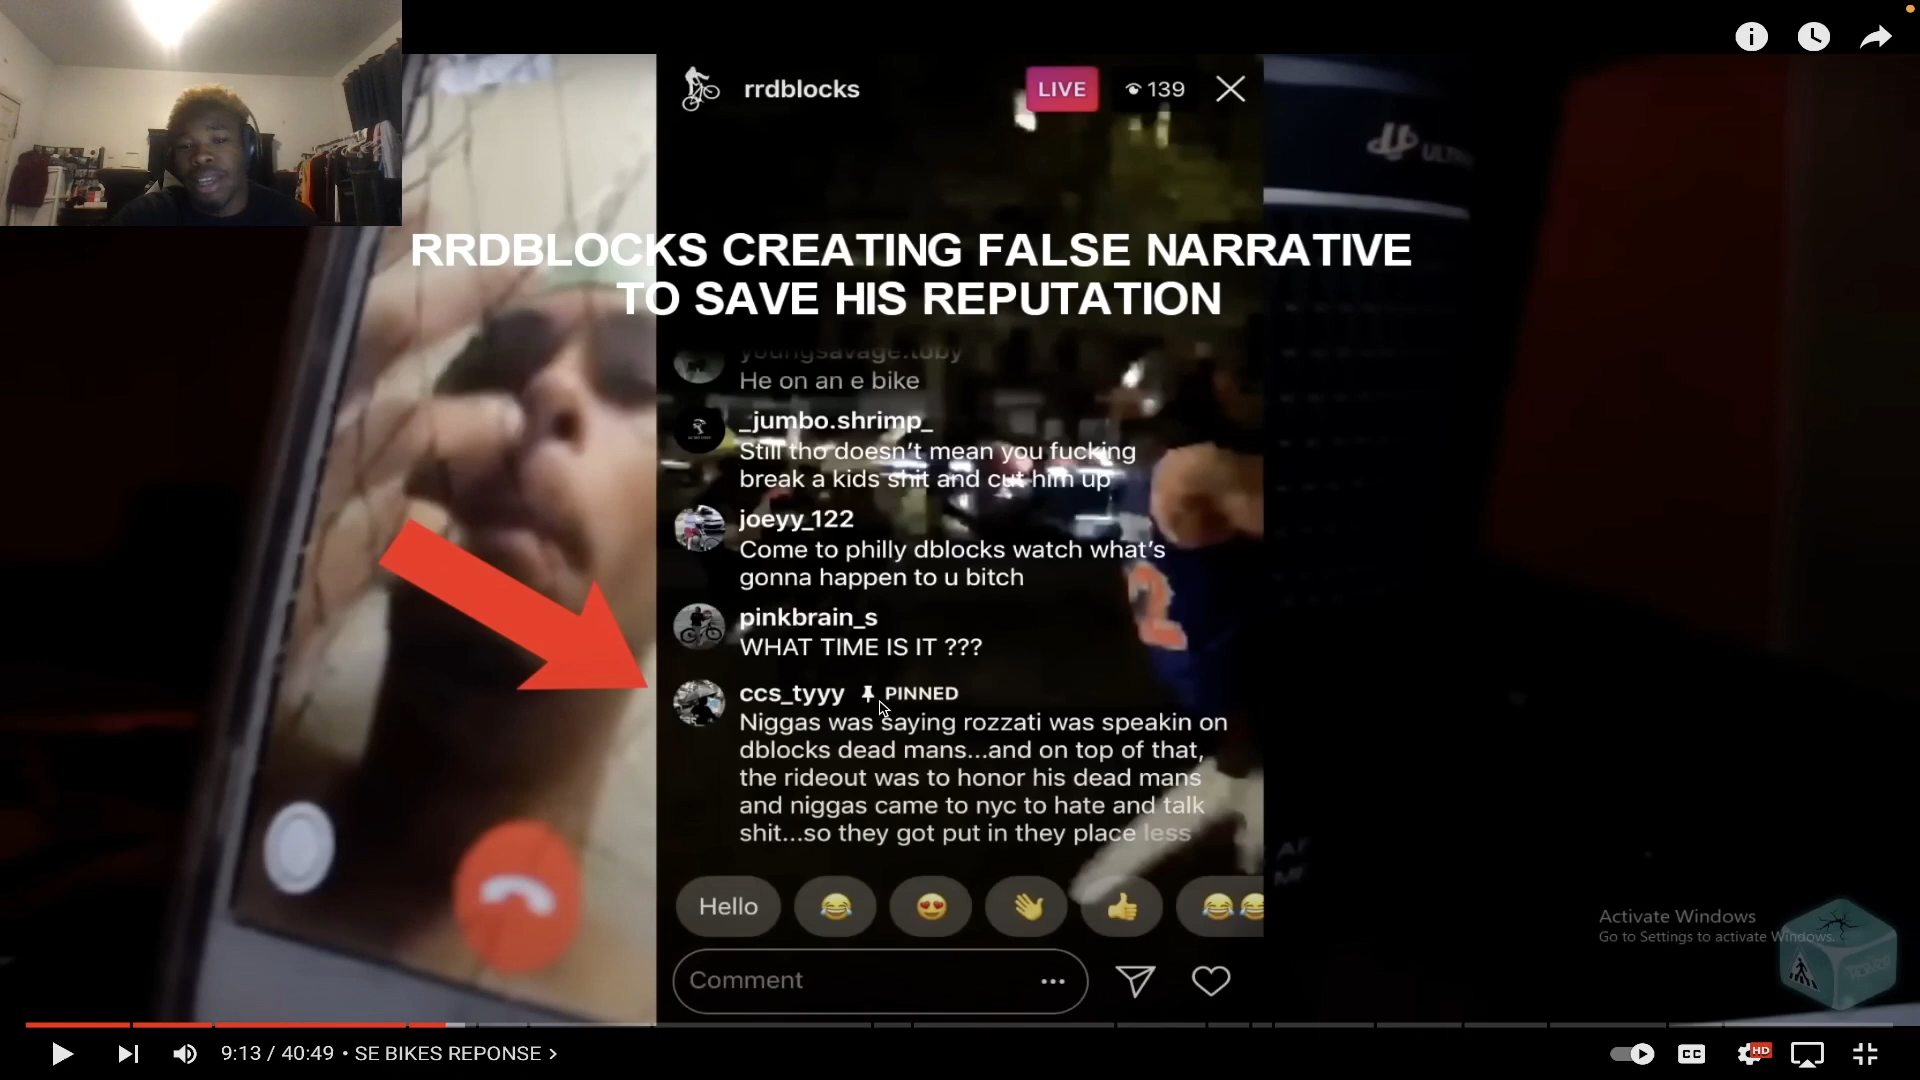 rrdblocks
LIVE
139
RRDBLOCKS CREATING FALSE NARRATIVE
TO SAVE HIS REPUTATION
youngsavage.toby
He on an e bike
_jumbo.shrimp_
Still tho doesn't mean you fucking
break a kids shit and cut him up
joeyy_122
Come to philly dblocks watch what's
gonna happen to u bitch
pinkbrain_s
WHAT TIME IS IT ???
ccs_tyyy PINNED
Niggas was saying rozzati was speakin on
dblocks dead mans...and on top of that,
the rideout was to honor his dead mans
and niggas came to nyc to hate and talk
shit...so they got put in they place less
Hello
Comment
2
Activate Windows
Go to Settings to activate Windows.
9:13 / 40:49 • SE BIKES REPONSE >
CC
HD